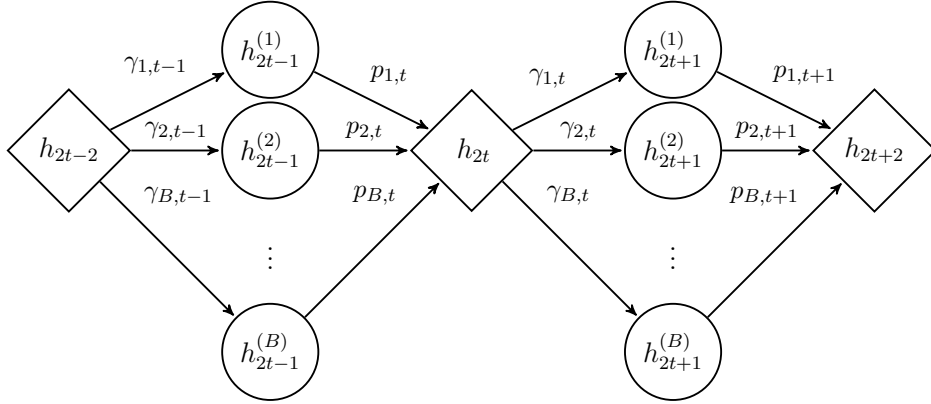 h_{2t-1}^{(1)} h_{2t+1}^{(1)}
γ_{1,t-1} p_{1,t} γ_{1,t} p_{1,t+1}
γ_{2,t-1} p_{2,t} γ_{2,t} p_{2,t+1}
h_{2t-2} h_{2t-1}^{(2)} h_{2t} h_{2t+1}^{(2)} h_{2t+2}
γ_{B,t-1} p_{B,t} γ_{B,t} p_{B,t+1}
⋮ ⋮
h_{2t-1}^{(B)} h_{2t+1}^{(B)}